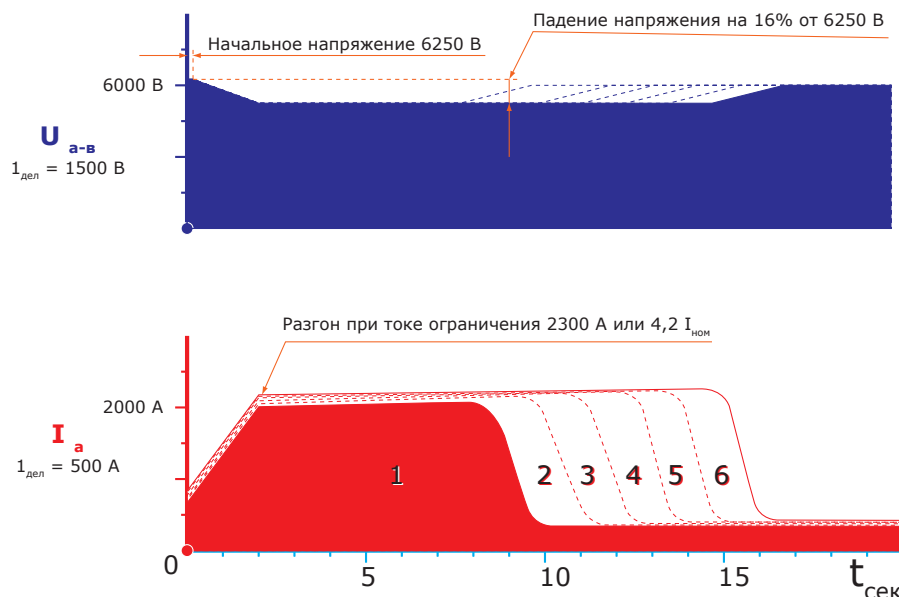 Падение напряжения на 16% от 6250 В
Начальное напряжение 6250 В
6000 В
U а-в
1дел = 1500 В
Разгон при токе ограничения 2300 А или 4,2 Iном
2000 А
I а
1дел = 500 А
1 2 3 4 5 6
0 5 10 15 tсек